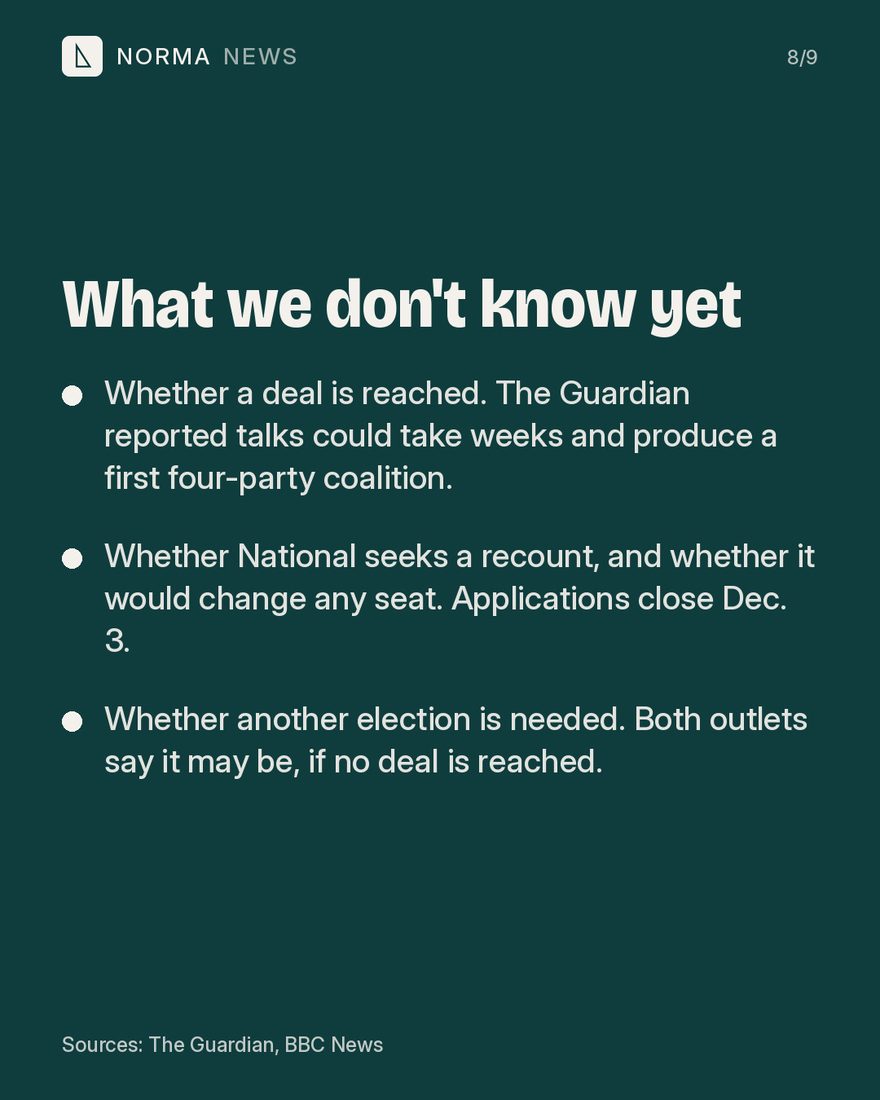 NORMA NEWS
8/9
What we don't know yet
Whether a deal is reached. The Guardian
reported talks could take weeks and produce a
first four-party coalition.
Whether National seeks a recount, and whether it
would change any seat. Applications close Dec.
3.
Whether another election is needed. Both outlets
say it may be, if no deal is reached.
Sources: The Guardian, BBC News